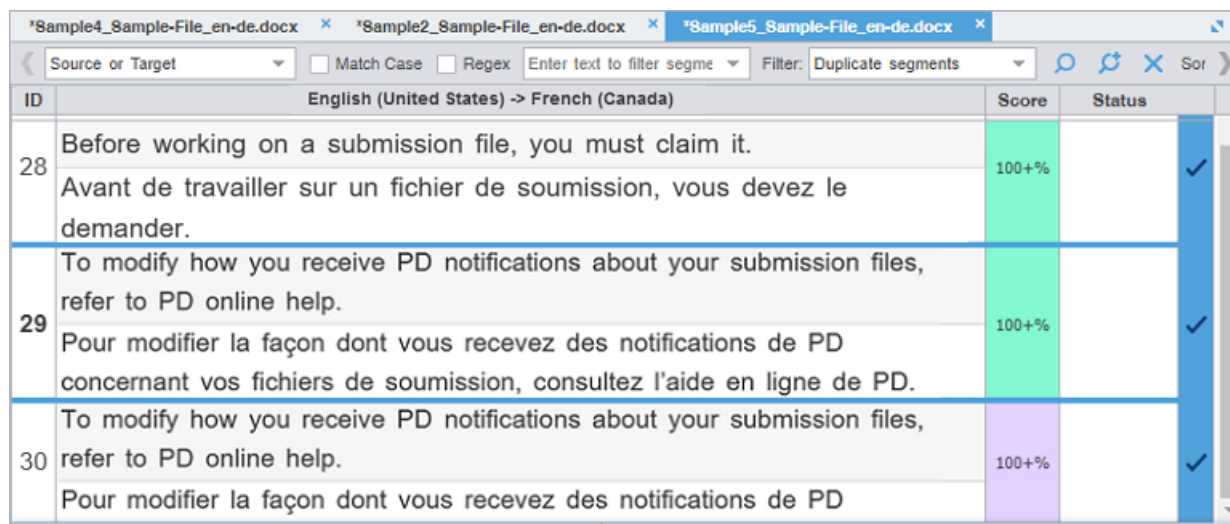 *Sample4_Sample-File_en-de.docx × *Sample2_Sample-File_en-de.docx × *Sample5_Sample-File_en-de.docx ×
Source or Target Match Case Regex Enter text to filter segme Filter: Duplicate segments Sor
ID English (United States) -> French (Canada) Score Status
28
Before working on a submission file, you must claim it.
Avant de travailler sur un fichier de soumission, vous devez le
demander.
100+%
29
To modify how you receive PD notifications about your submission files,
refer to PD online help.
Pour modifier la façon dont vous recevez des notifications de PD
concernant vos fichiers de soumission, consultez l’aide en ligne de PD.
100+%
30
To modify how you receive PD notifications about your submission files,
refer to PD online help.
Pour modifier la façon dont vous recevez des notifications de PD
100+%